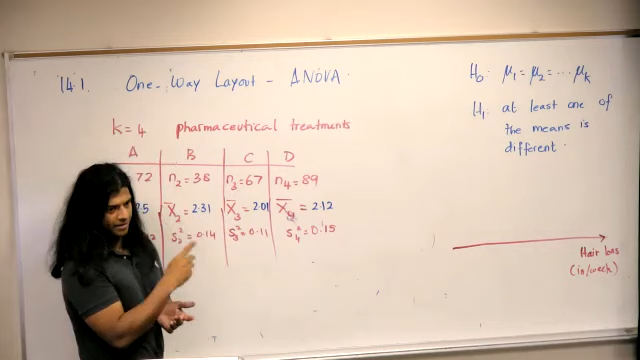 14.1. One-Way Layout - ANOVA.
H₀: μ₁ = μ₂ = ... μₖ
H₁: at least one of
the means is
different.
k = 4 pharmaceutical treatments
A B C D
72 n₂ = 38 n₃ = 67 n₄ = 89
.5 X̄₂ = 2.31 X̄₃ = 2.01 X̄₄ = 2.12
2 S₂² = 0.14 S₃² = 0.11 S₄² = 0.15
Hair loss
(in/week)